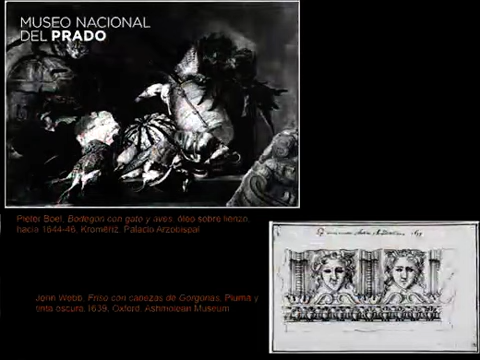 MUSEO NACIONAL
DEL PRADO
Pieter Boel, Bodegón con gato y aves, óleo sobre lienzo,
hacia 1644-46, Kroměříž, Palacio Arzobispal
1639
John Webb, Friso con cabezas de Gorgonas, Pluma y
tinta oscura, 1639, Oxford, Ashmolean Museum